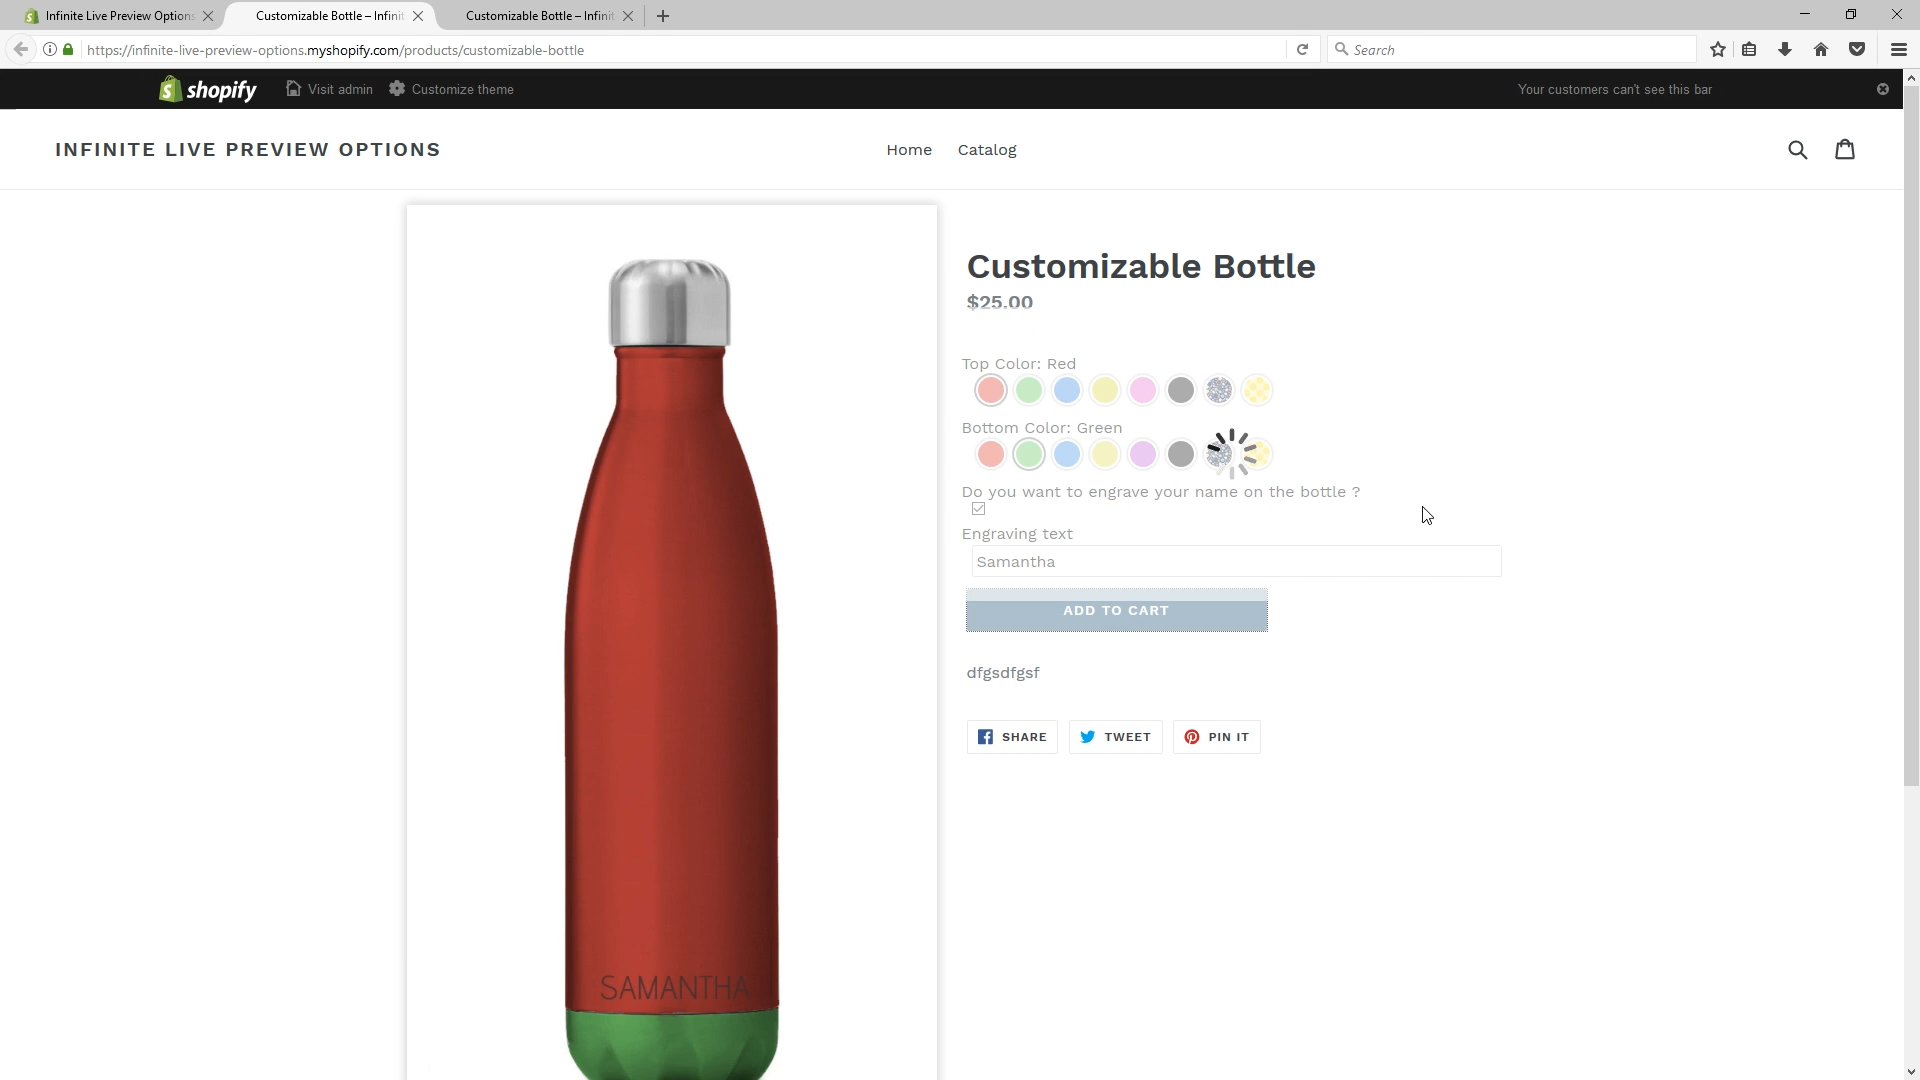 Infinite Live Preview Options
Customizable Bottle – Infinit
Customizable Bottle – Infinit
https://infinite-live-preview-options.myshopify.com/products/customizable-bottle
Search
shopify
Visit admin
Customize theme
Your customers can't see this bar
INFINITE LIVE PREVIEW OPTIONS
Home
Catalog
Customizable Bottle
$25.00
Top Color: Red
Bottom Color: Green
Do you want to engrave your name on the bottle ?
Engraving text
Samantha
ADD TO CART
dfgsdfgsf
SHARE
TWEET
PIN IT
SAMANTHA